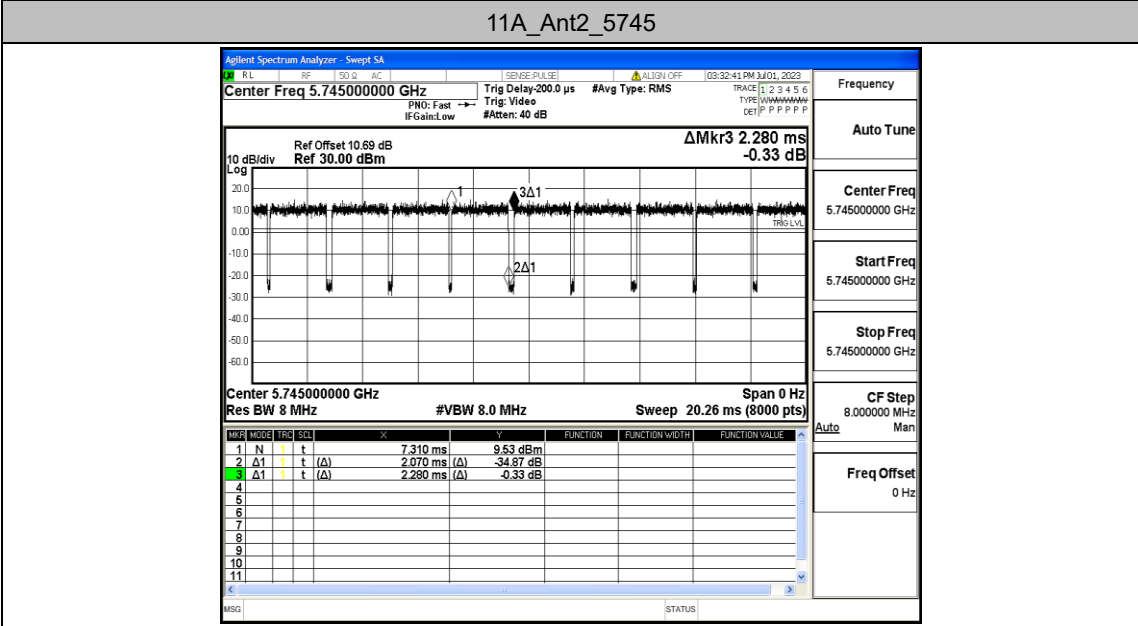 11A_Ant2_5745
Agilent Spectrum Analyzer - Swept SA
LXI RL RF 50 Ω AC SENSE:PULSE ALIGN OFF 03:32:41 PM Jul 01, 2023
Center Freq 5.745000000 GHz
PNO: Fast
IFGain:Low
Trig Delay-200.0 µs
Trig: Video
#Atten: 40 dB
#Avg Type: RMS
TRACE 1 2 3 4 5 6
TYPE
DET P P P P P P
Ref Offset 10.69 dB
10 dB/div Ref 30.00 dBm
Log
ΔMkr3 2.280 ms
-0.33 dB
20.0
10.0
0.00
-10.0
-20.0
-30.0
-40.0
-50.0
-60.0
1
3Δ1
2Δ1
TRIG LVL
Center 5.745000000 GHz Span 0 Hz
Res BW 8 MHz #VBW 8.0 MHz Sweep 20.26 ms (8000 pts)
MKR MODE TRC SCL X Y FUNCTION FUNCTION WIDTH FUNCTION VALUE
1 N 1 t 7.310 ms 9.53 dBm
2 Δ1 1 t (Δ) 2.070 ms (Δ) -34.87 dB
3 Δ1 1 t (Δ) 2.280 ms (Δ) -0.33 dB
4
5
6
7
8
9
10
11
MSG STATUS
Frequency
Auto Tune
Center Freq
5.745000000 GHz
Start Freq
5.745000000 GHz
Stop Freq
5.745000000 GHz
CF Step
8.000000 MHz
Auto Man
Freq Offset
0 Hz